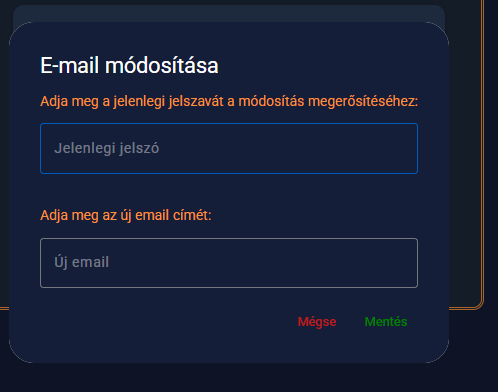 E-mail módosítása
Adja meg a jelenlegi jelszavát a módosítás megerősítéséhez:
Jelenlegi jelszó
Adja meg az új email címét:
Új email
Mégse Mentés